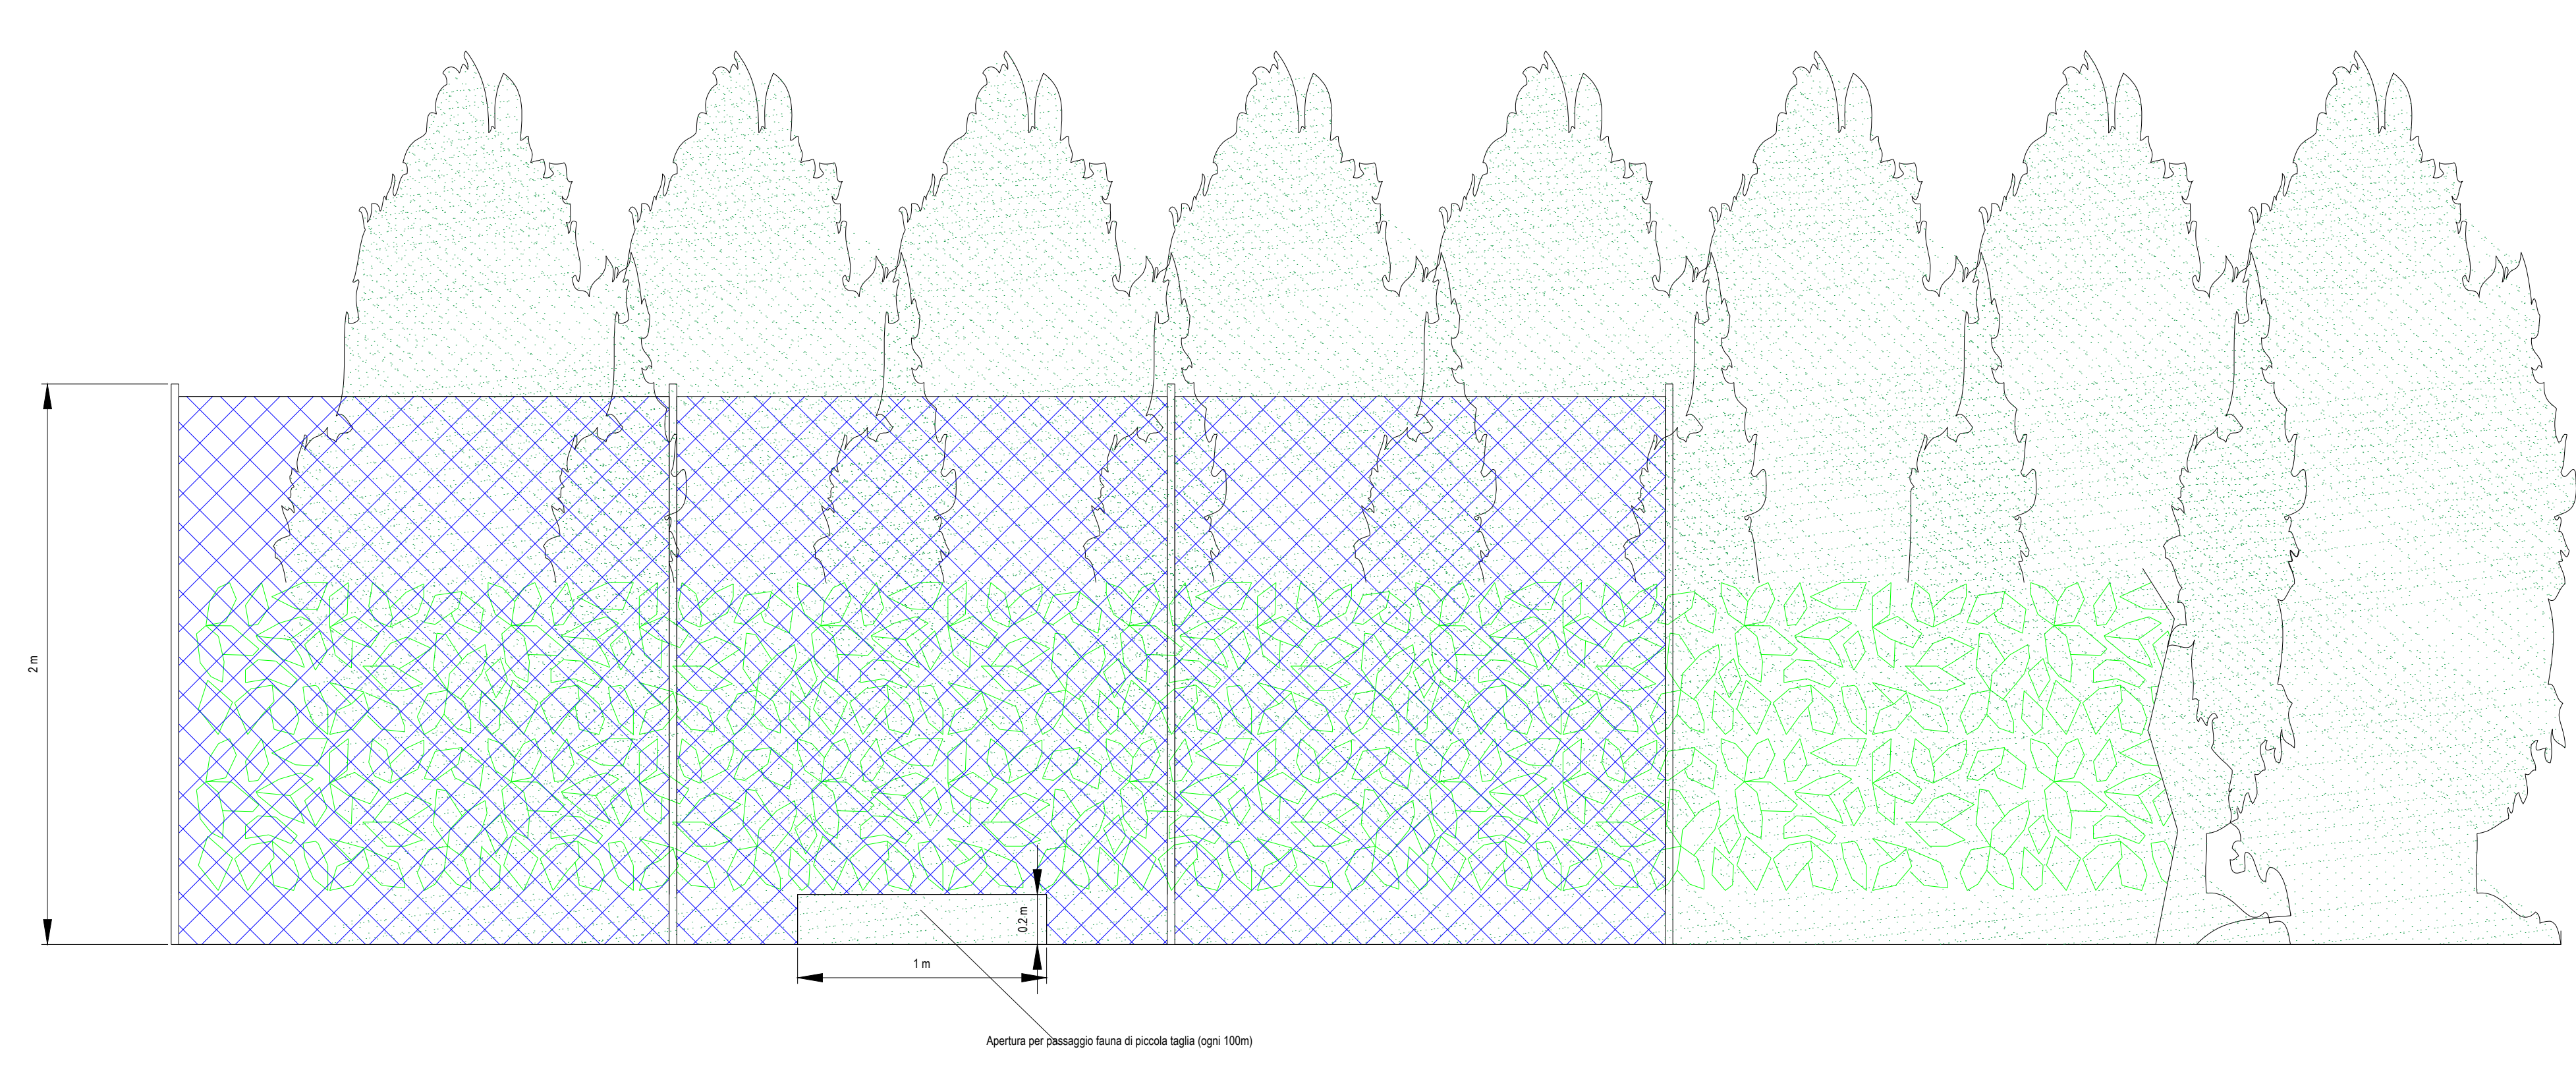 2 m
0.2 m
1 m
Apertura per passaggio fauna di piccola taglia (ogni 100m)